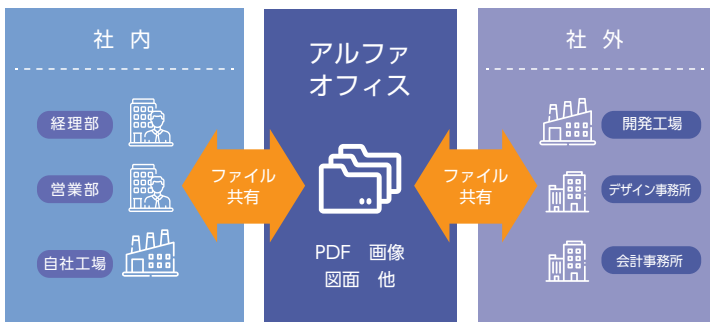 社 内
経理部
営業部
自社工場
ファイル
共有
アルファ
オフィス
PDF 画像
図面 他
ファイル
共有
社 外
開発工場
デザイン事務所
会計事務所